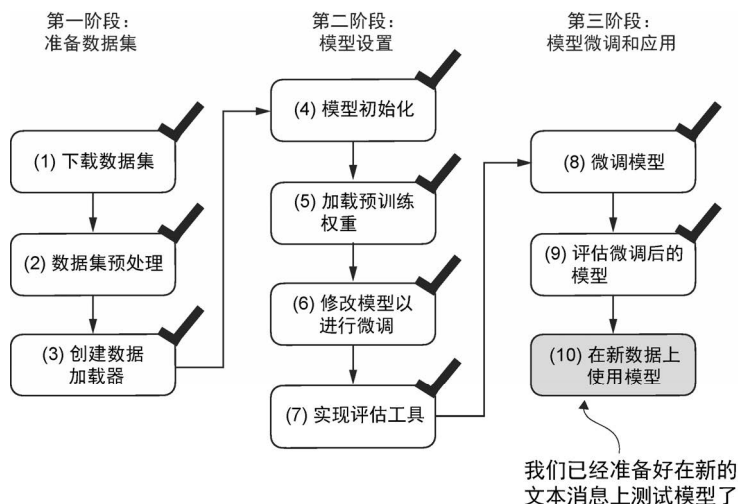 第一阶段：
准备数据集
(1) 下载数据集
(2) 数据集预处理
(3) 创建数据
加载器
第二阶段：
模型设置
(4) 模型初始化
(5) 加载预训练
权重
(6) 修改模型以
进行微调
(7) 实现评估工具
第三阶段：
模型微调和应用
(8) 微调模型
(9) 评估微调后的
模型
(10) 在新数据上
使用模型
我们已经准备好在新的
文本消息上测试模型了